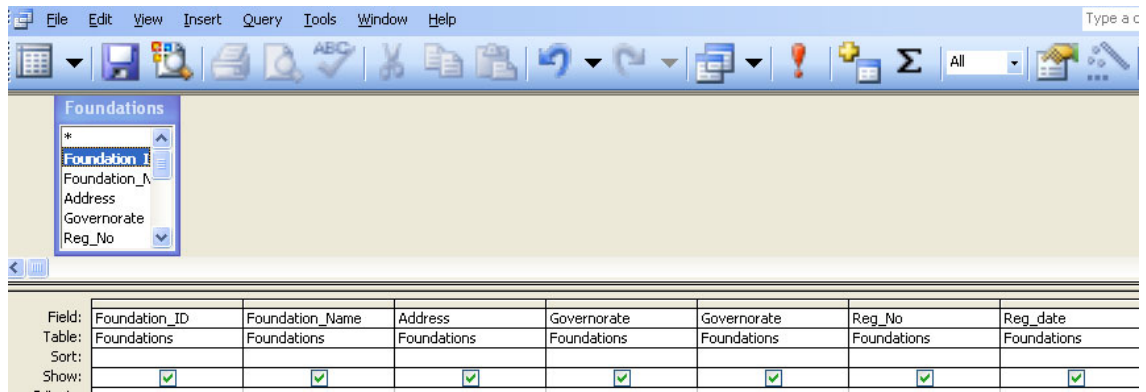 File Edit View Insert Query Tools Window Help Type a
ABC All
Foundations
*
Foundation_I
Foundation_N
Address
Governorate
Reg_No
Field: Foundation_ID Foundation_Name Address Governorate Governorate Reg_No Reg_date
Table: Foundations Foundations Foundations Foundations Foundations Foundations Foundations
Sort:
Show: